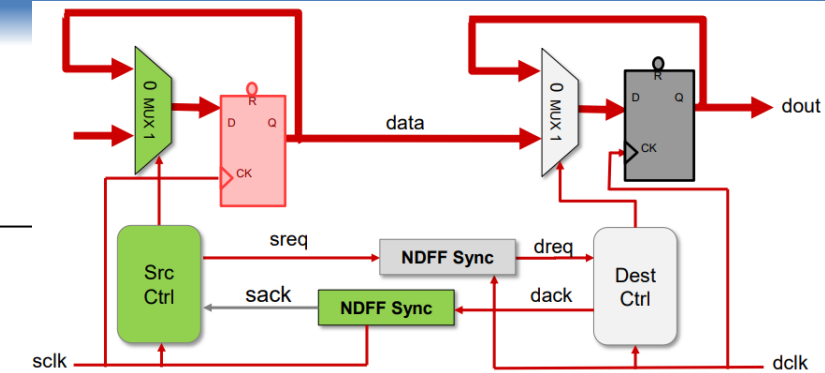 0 MUX 1
R
D Q
CK
data
0 MUX 1
R
D Q
CK
dout
Src
Ctrl
sreq
NDFF Sync
dreq
Dest
Ctrl
sack
NDFF Sync
dack
sclk
dclk